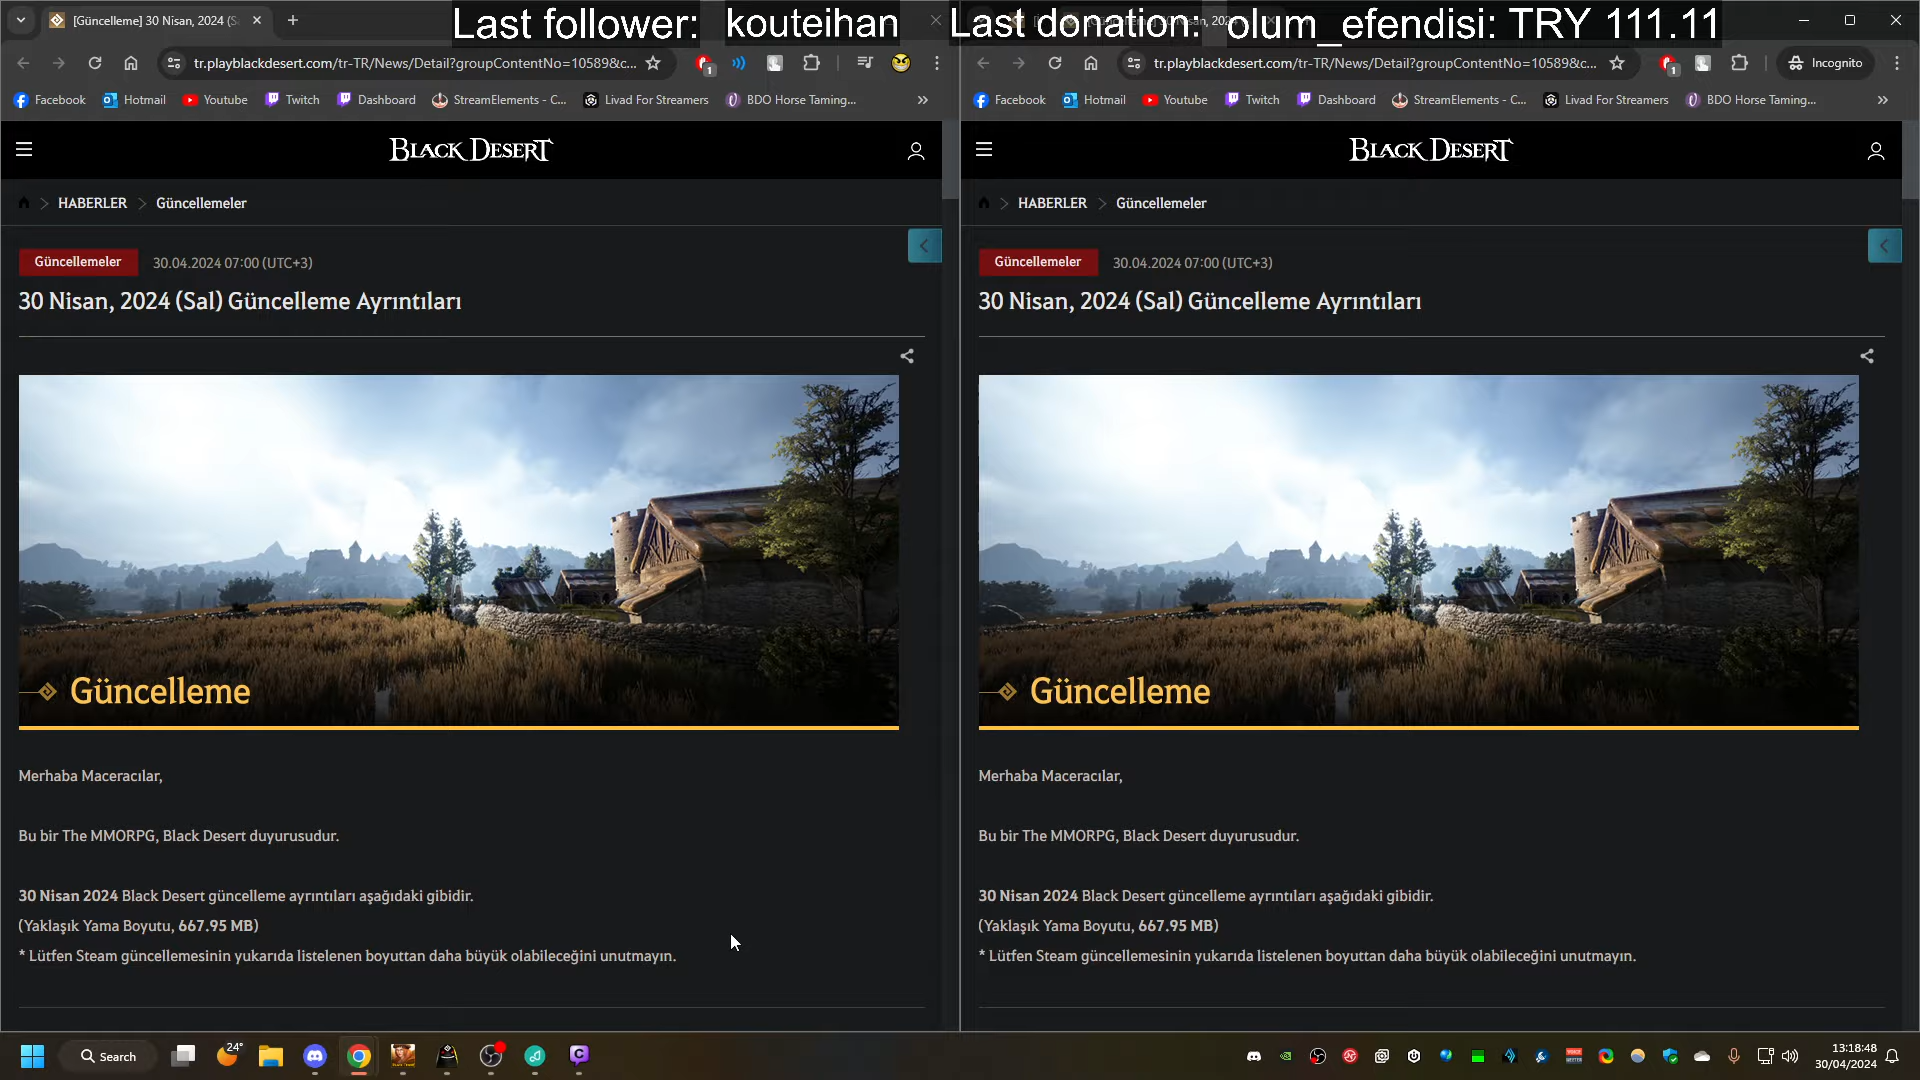 [Güncelleme] 30 Nisan, 2024 (S
Last follower: kouteihan
Last donation: olum_efendisi: TRY 111.11
tr.playblackdesert.com/tr-TR/News/Detail?groupContentNo=10589&c...
1
Facebook
Hotmail
Youtube
Twitch
Dashboard
StreamElements - C...
Livad For Streamers
BDO Horse Taming...
BLACK DESERT
HABERLER
Güncellemeler
Güncellemeler
30.04.2024 07:00 (UTC+3)
30 Nisan, 2024 (Sal) Güncelleme Ayrıntıları
Güncelleme
Merhaba Maceracılar,
Bu bir The MMORPG, Black Desert duyurusudur.
30 Nisan 2024 Black Desert güncelleme ayrıntıları aşağıdaki gibidir.
(Yaklaşık Yama Boyutu, 667.95 MB)
* Lütfen Steam güncellemesinin yukarıda listelenen boyuttan daha büyük olabileceğini unutmayın.
tr.playblackdesert.com/tr-TR/News/Detail?groupContentNo=10589&c...
1
Incognito
Facebook
Hotmail
Youtube
Twitch
Dashboard
StreamElements - C...
Livad For Streamers
BDO Horse Taming...
BLACK DESERT
HABERLER
Güncellemeler
Güncellemeler
30.04.2024 07:00 (UTC+3)
30 Nisan, 2024 (Sal) Güncelleme Ayrıntıları
Güncelleme
Merhaba Maceracılar,
Bu bir The MMORPG, Black Desert duyurusudur.
30 Nisan 2024 Black Desert güncelleme ayrıntıları aşağıdaki gibidir.
(Yaklaşık Yama Boyutu, 667.95 MB)
* Lütfen Steam güncellemesinin yukarıda listelenen boyuttan daha büyük olabileceğini unutmayın.
Search
24°
13:18:48
30/04/2024